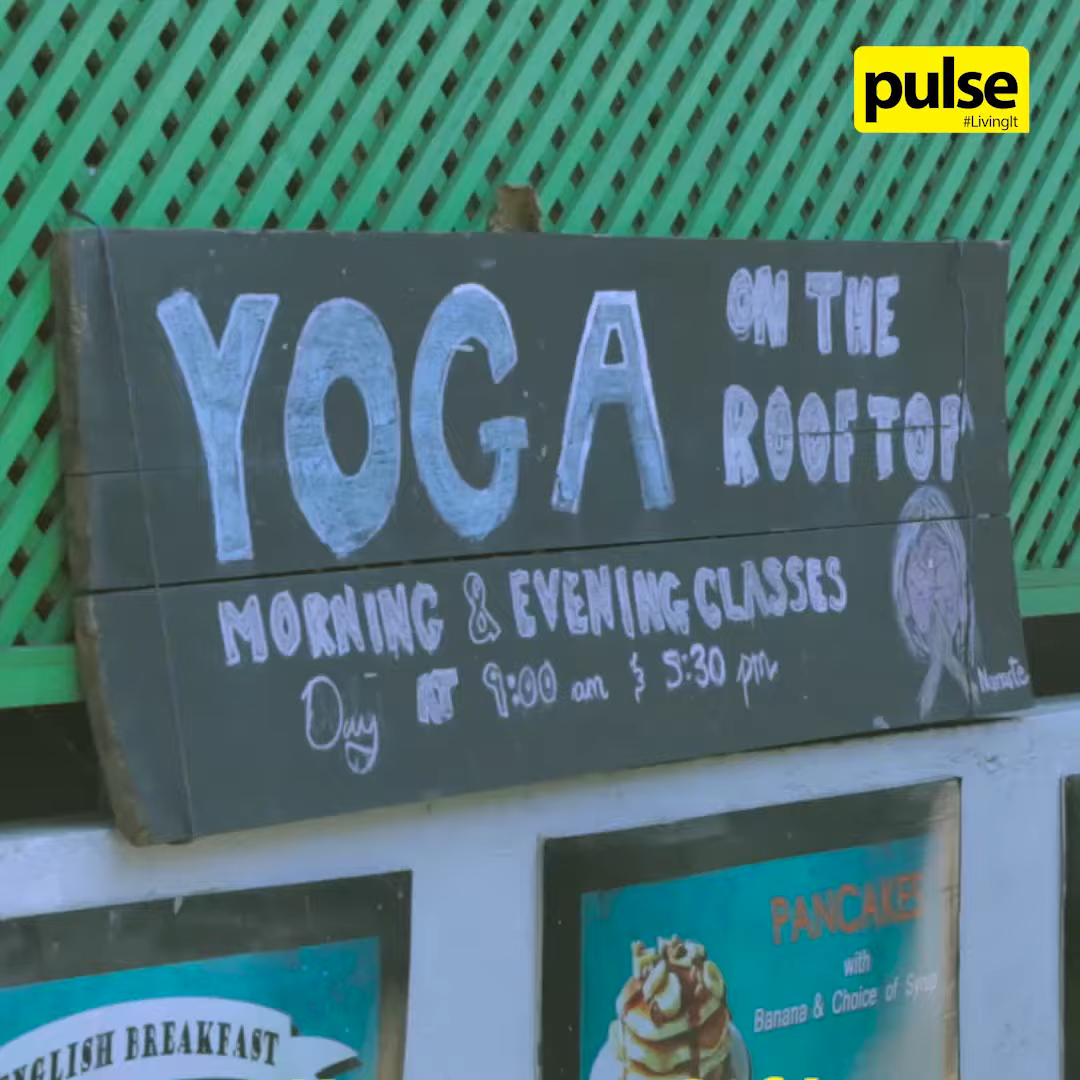 pulse
#LivingIt
YOGA
ON THE
ROOFTOP
MORNING & EVENING CLASSES
Day AT 9:00 am & 5:30 pm
Namaste
PANCAKES
with
Banana & Choice of Syrup
ENGLISH BREAKFAST